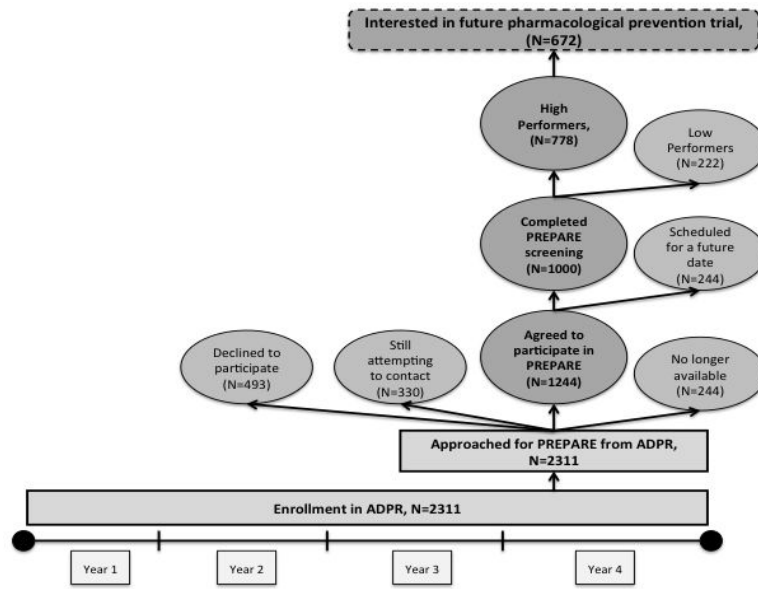 Interested in future pharmacological prevention trial,
(N=672)
High
Performers,
(N=778)
Low
Performers
(N=222)
Completed
PREPARE
screening
(N=1000)
Scheduled
for a future
date
(N=244)
Declined to
participate
(N=493)
Still
attempting
to contact
(N=330)
Agreed to
participate in
PREPARE
(N=1244)
No longer
available
(N=244)
Approached for PREPARE from ADPR,
N=2311
Enrollment in ADPR, N=2311
Year 1
Year 2
Year 3
Year 4